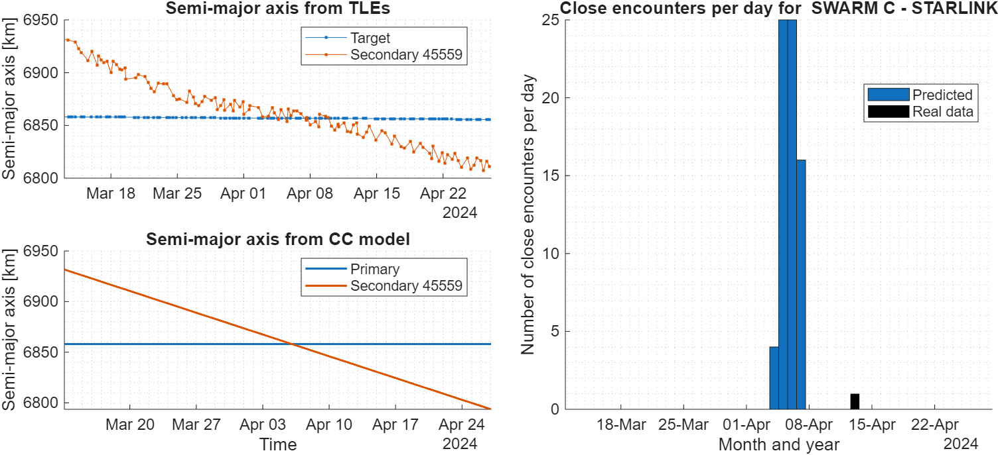 Semi-major axis from TLEs
Semi-major axis [km]
6950
6900
6850
6800
Target
Secondary 45559
Mar 18
Mar 25
Apr 01
Apr 08
Apr 15
Apr 22
2024
Semi-major axis from CC model
Semi-major axis [km]
6950
6900
6850
6800
Primary
Secondary 45559
Mar 20
Mar 27
Apr 03
Apr 10
Apr 17
Apr 24
Time
2024
Close encounters per day for SWARM C - STARLINK
Number of close encounters per day
25
20
15
10
5
0
Predicted
Real data
18-Mar
25-Mar
01-Apr
08-Apr
15-Apr
22-Apr
Month and year
2024